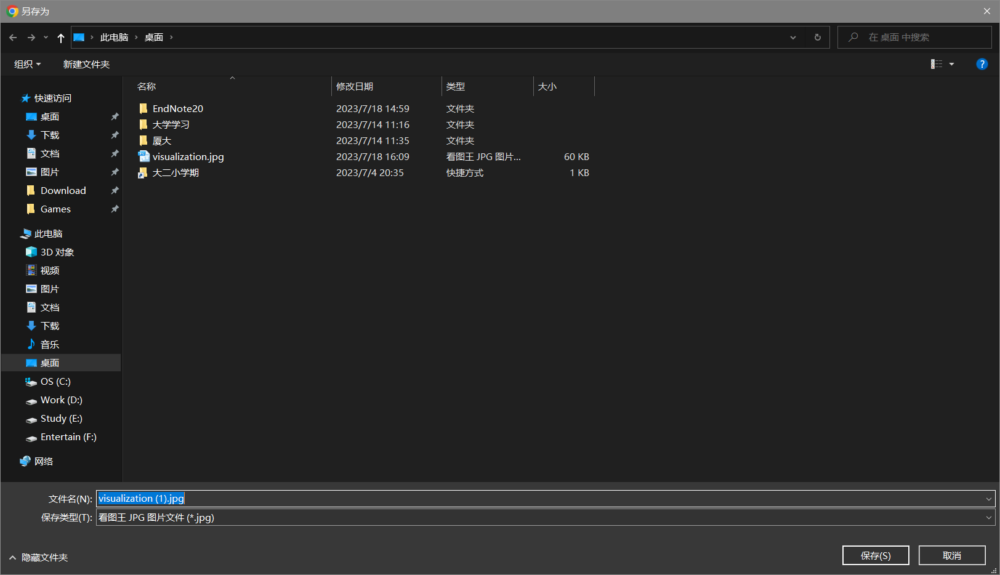 另存为
此电脑 桌面
在 桌面 中搜索
组织 新建文件夹
名称 修改日期 类型 大小
EndNote20 2023/7/18 14:59 文件夹
大学学习 2023/7/14 11:16 文件夹
厦大 2023/7/14 11:35 文件夹
visualization.jpg 2023/7/18 16:09 看图王 JPG 图片... 60 KB
大二小学期 2023/7/4 20:35 快捷方式 1 KB
快速访问
桌面
下载
文档
图片
Download
Games
此电脑
3D 对象
视频
图片
文档
下载
音乐
桌面
OS (C:)
Work (D:)
Study (E:)
Entertain (F:)
网络
文件名(N): visualization (1).jpg
保存类型(T): 看图王 JPG 图片文件 (*.jpg)
隐藏文件夹 保存(S) 取消